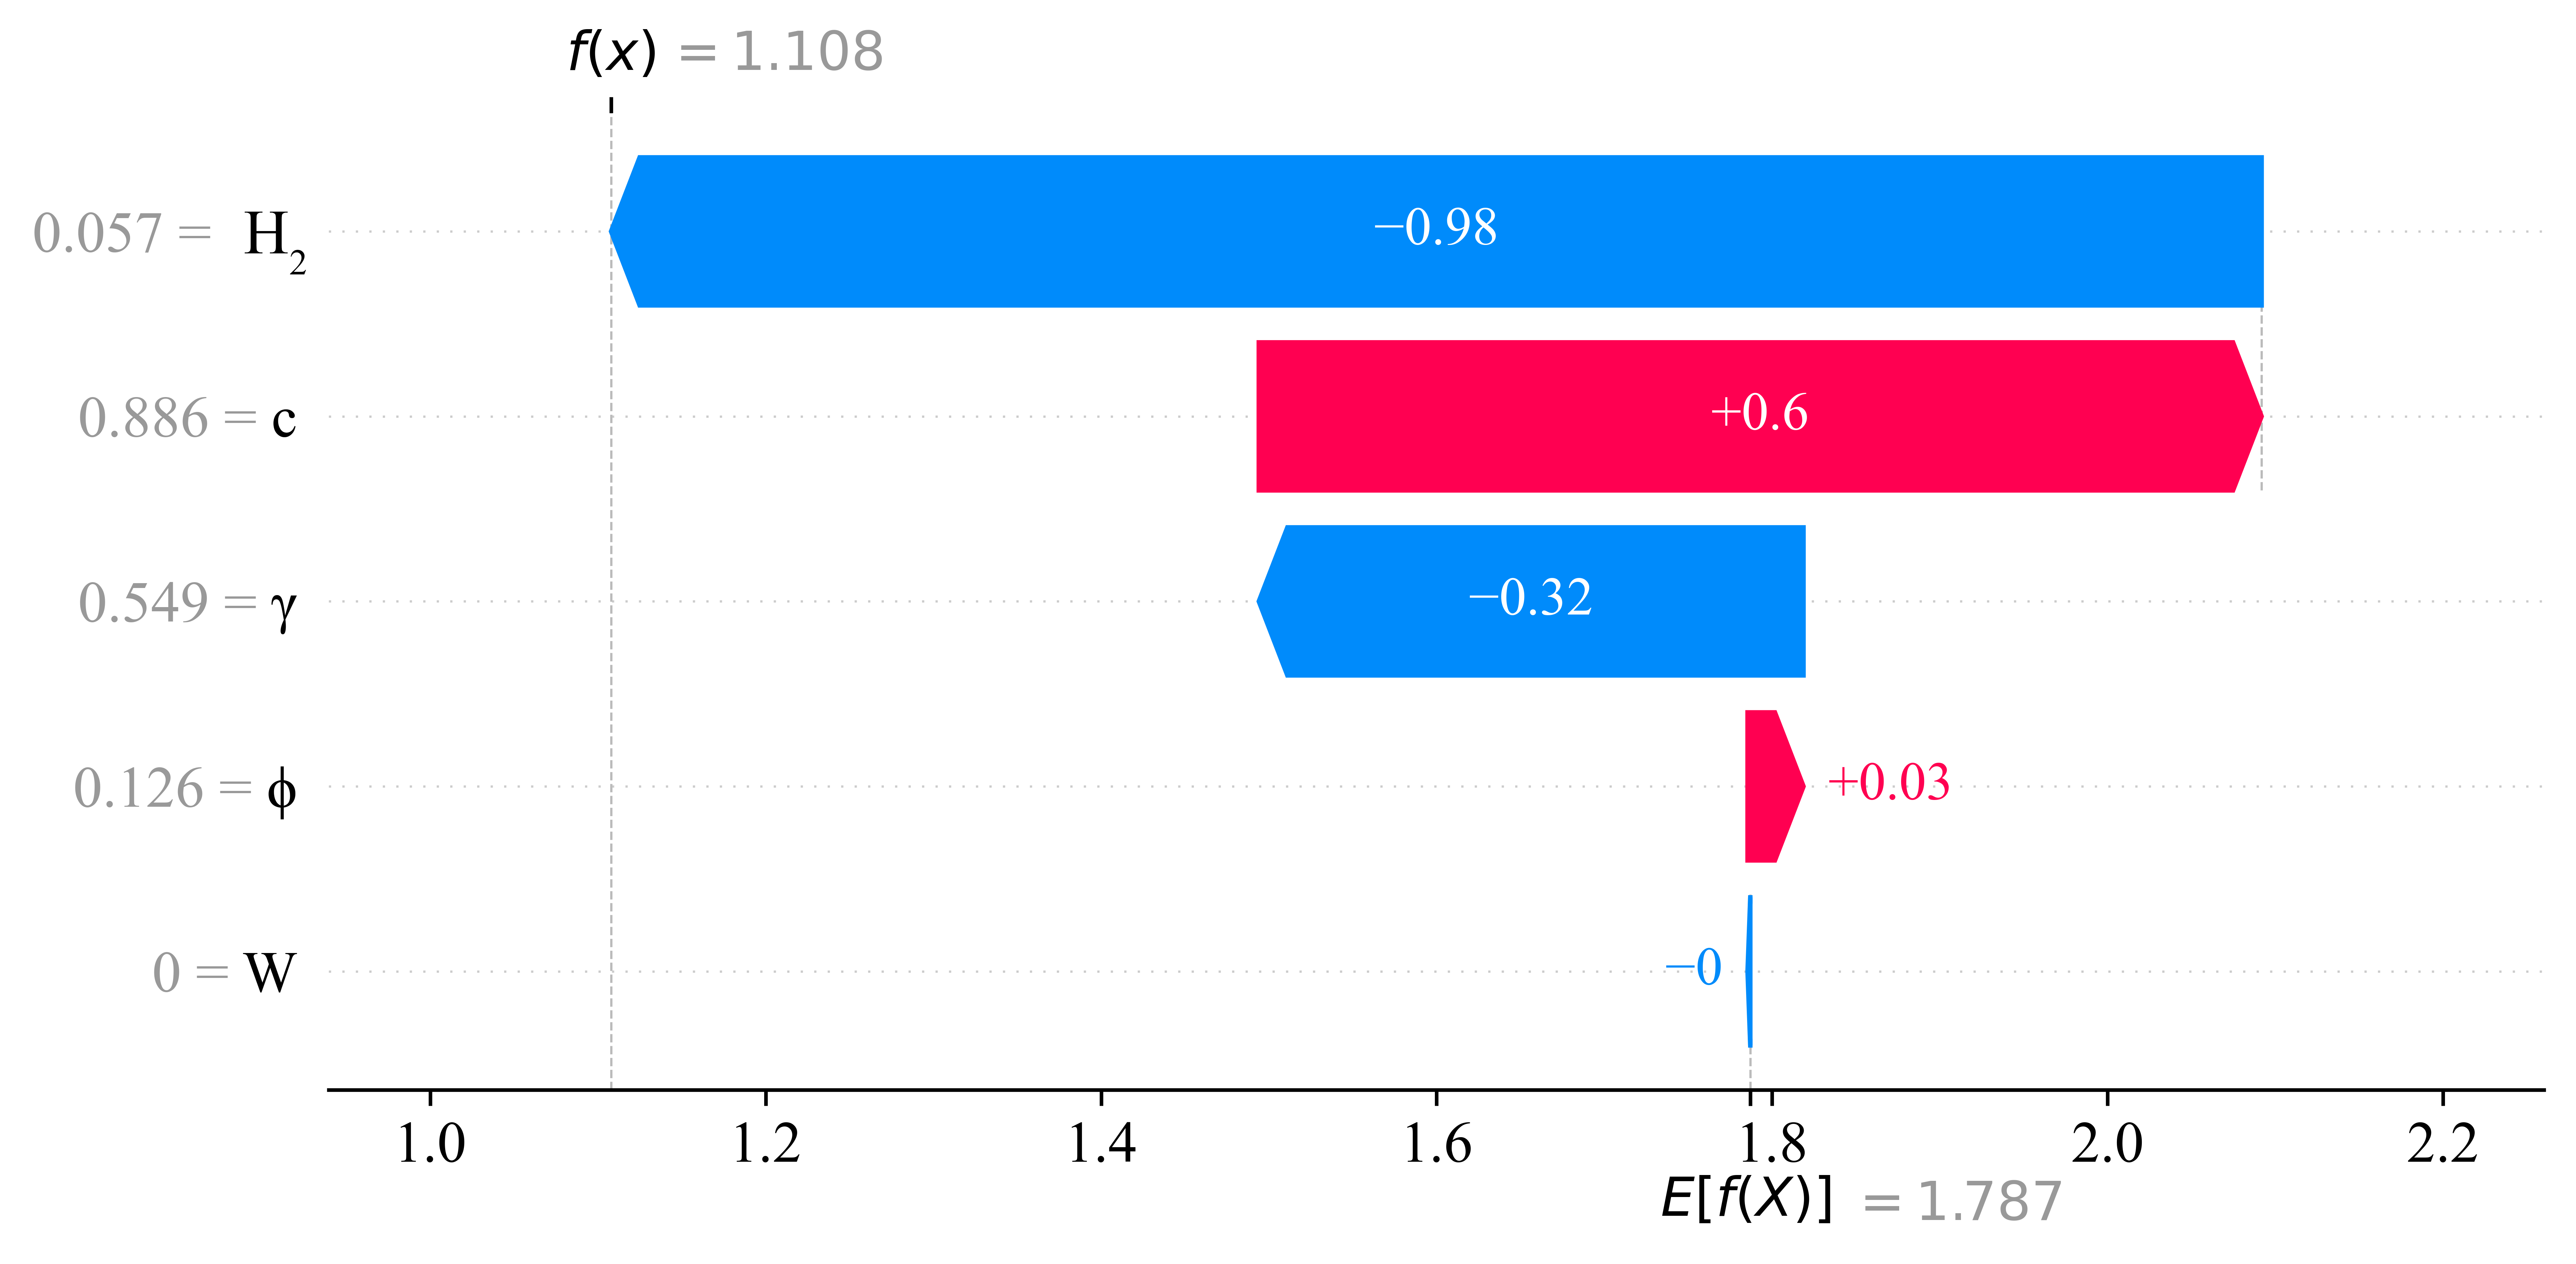 f(x) = 1.108
0.057 = H₂ −0.98
0.886 = c +0.6
0.549 = γ −0.32
0.126 = ϕ +0.03
0 = W −0
1.0 1.2 1.4 1.6 1.8 2.0 2.2
E[f(X)] = 1.787